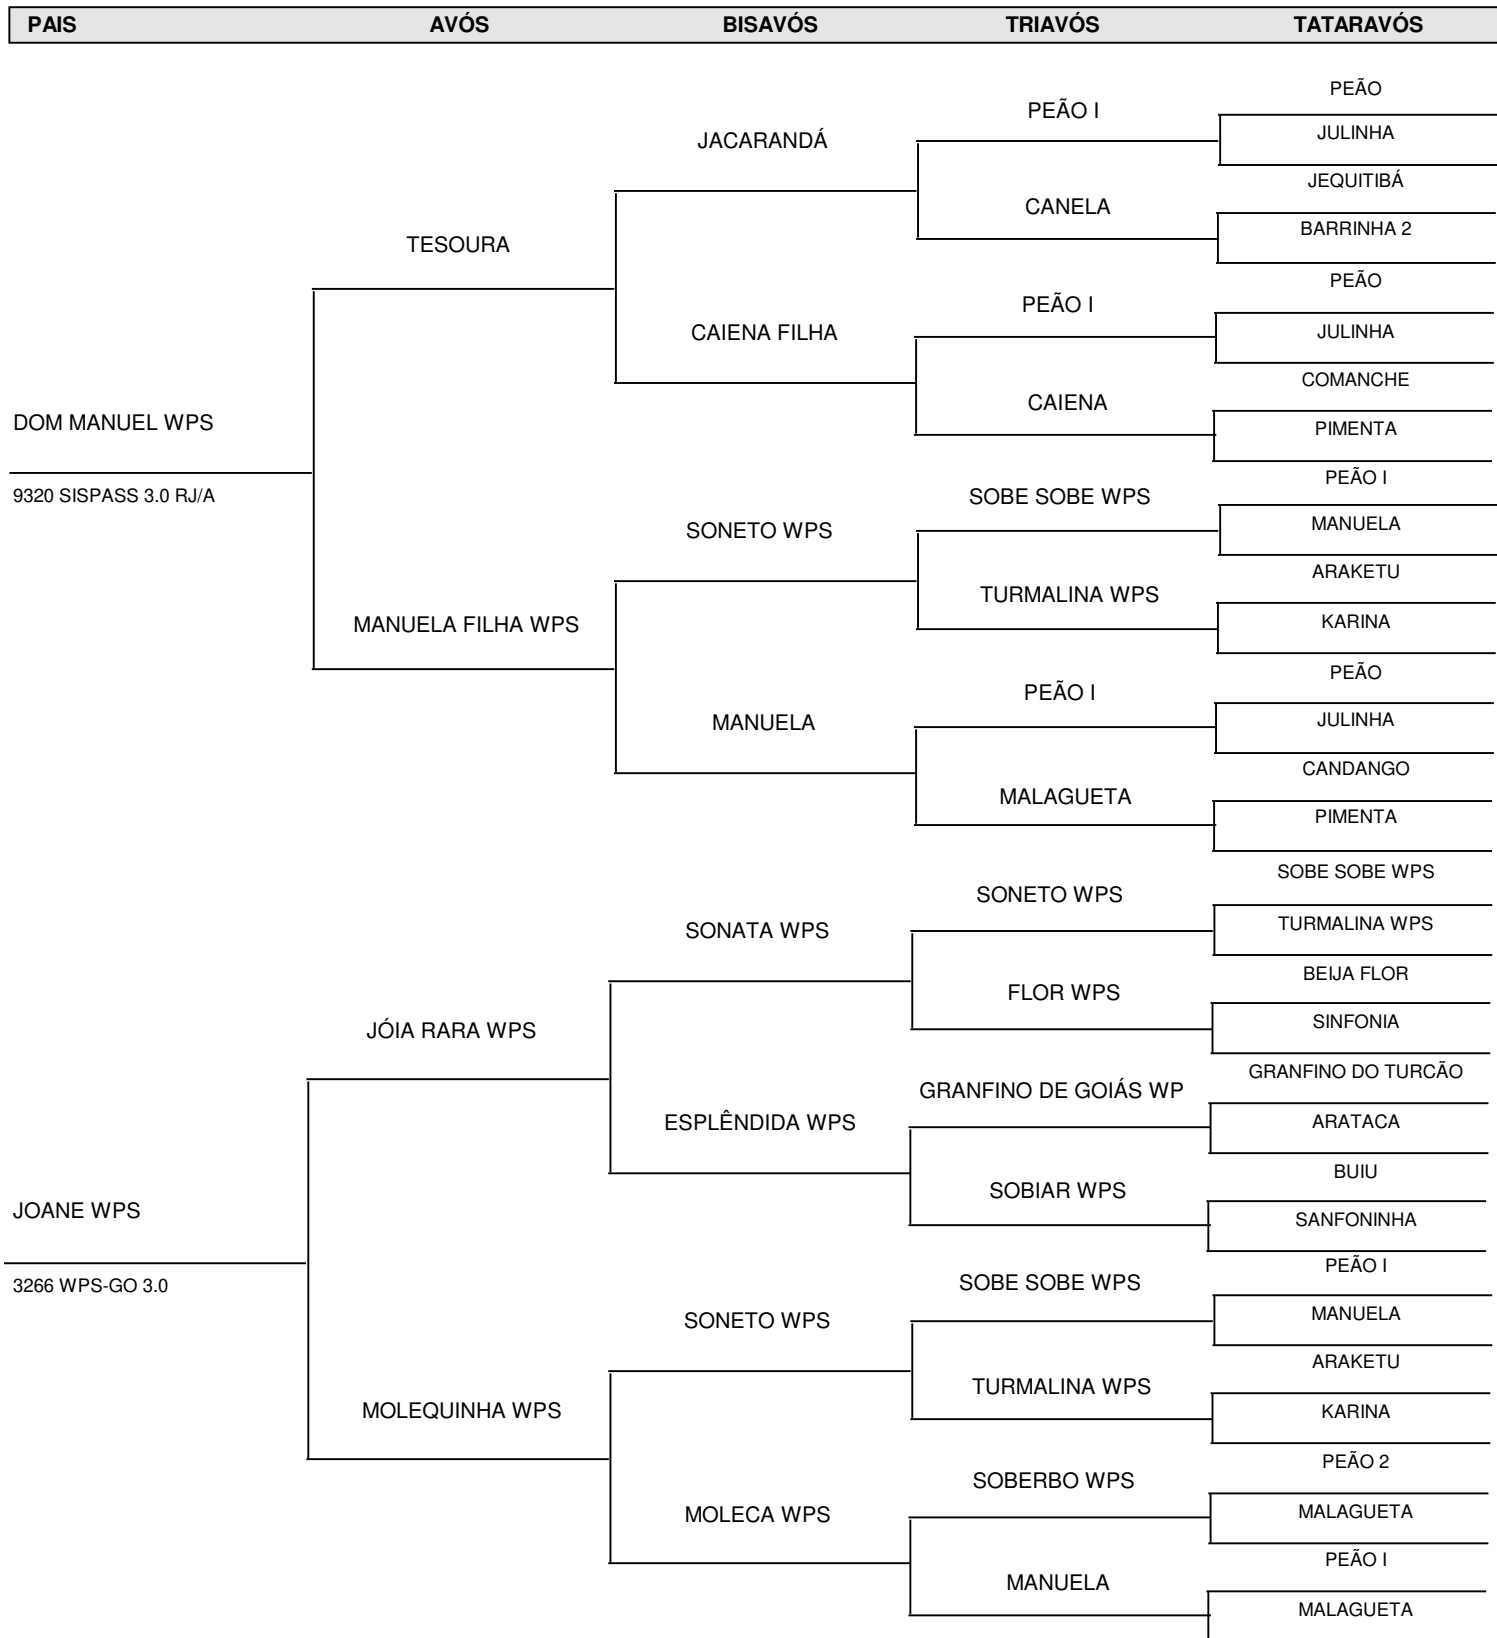 PAIS AVÓS BISAVÓS TRIAVÓS TATARAVÓS
PEÃO
PEÃO I
JULINHA
JACARANDÁ
JEQUITIBÁ
CANELA
BARRINHA 2
TESOURA
PEÃO
PEÃO I
CAIENA FILHA
JULINHA
COMANCHE
CAIENA
DOM MANUEL WPS
PIMENTA
PEÃO I
9320 SISPASS 3.0 RJ/A
SOBE SOBE WPS
MANUELA
SONETO WPS
ARAKETU
TURMALINA WPS
MANUELA FILHA WPS
KARINA
PEÃO
PEÃO I
MANUELA
JULINHA
CANDANGO
MALAGUETA
PIMENTA
SOBE SOBE WPS
SONETO WPS
SONATA WPS
TURMALINA WPS
BEIJA FLOR
FLOR WPS
SINFONIA
JÓIA RARA WPS
GRANFINO DO TURCÃO
GRANFINO DE GOIÁS WP
ESPLÊNDIDA WPS
ARATACA
BUIU
SOBIAR WPS
JOANE WPS
SANFONINHA
PEÃO I
3266 WPS-GO 3.0
SOBE SOBE WPS
SONETO WPS
MANUELA
ARAKETU
TURMALINA WPS
MOLEQUINHA WPS
KARINA
PEÃO 2
SOBERBO WPS
MOLECA WPS
MALAGUETA
PEÃO I
MANUELA
MALAGUETA